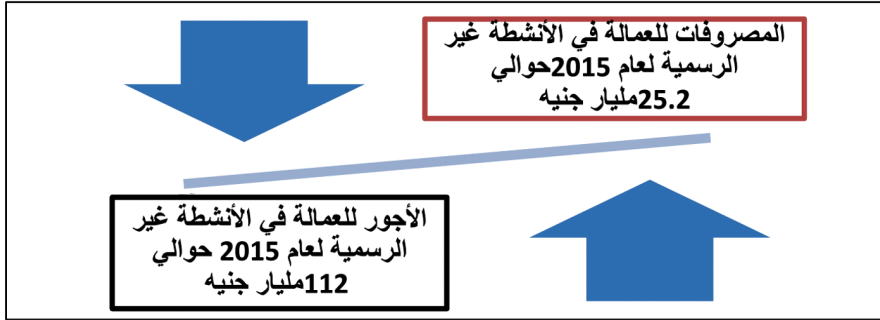 المصروفات للعمالة في الأنشطة غير
الرسمية لعام 2015حوالي
25.2مليار جنيه
الأجور للعمالة في الأنشطة غير
الرسمية لعام 2015 حوالي
112مليار جنيه